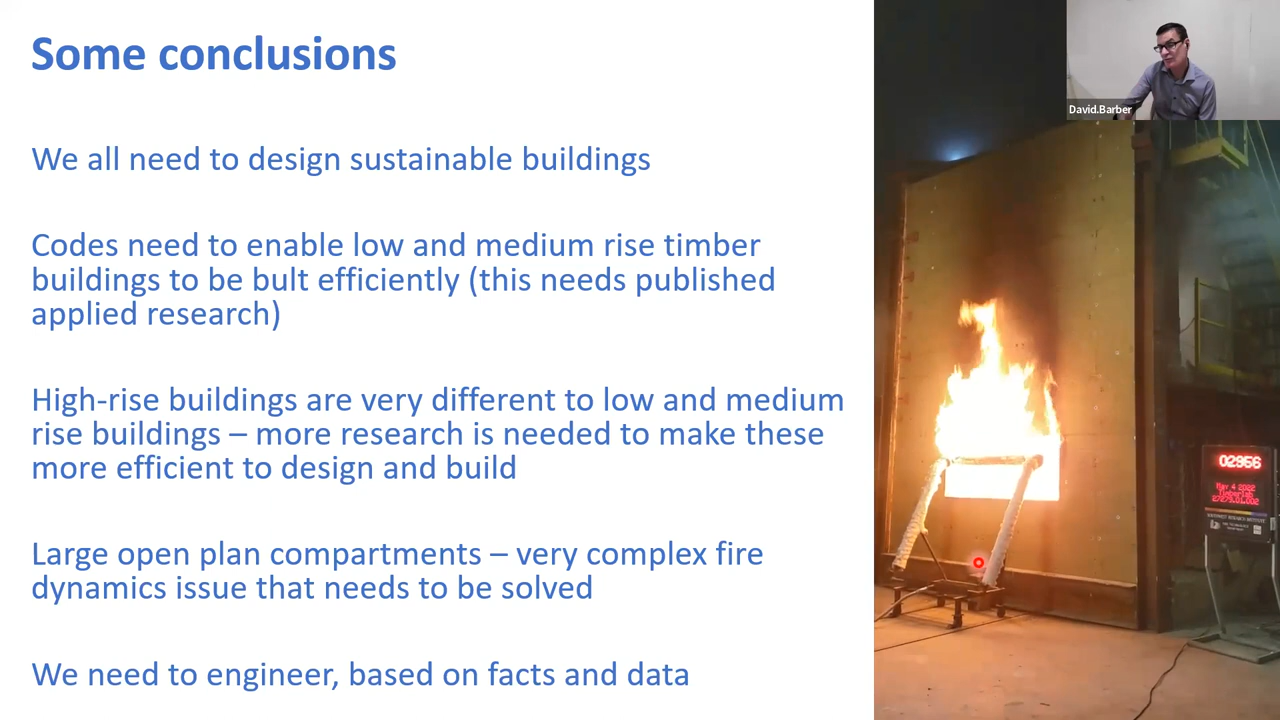 Some conclusions
We all need to design sustainable buildings
Codes need to enable low and medium rise timber
buildings to be bult efficiently (this needs published
applied research)
High-rise buildings are very different to low and medium
rise buildings – more research is needed to make these
more efficient to design and build
Large open plan compartments – very complex fire
dynamics issue that needs to be solved
We need to engineer, based on facts and data
David.Barber
02956
May 4 2022